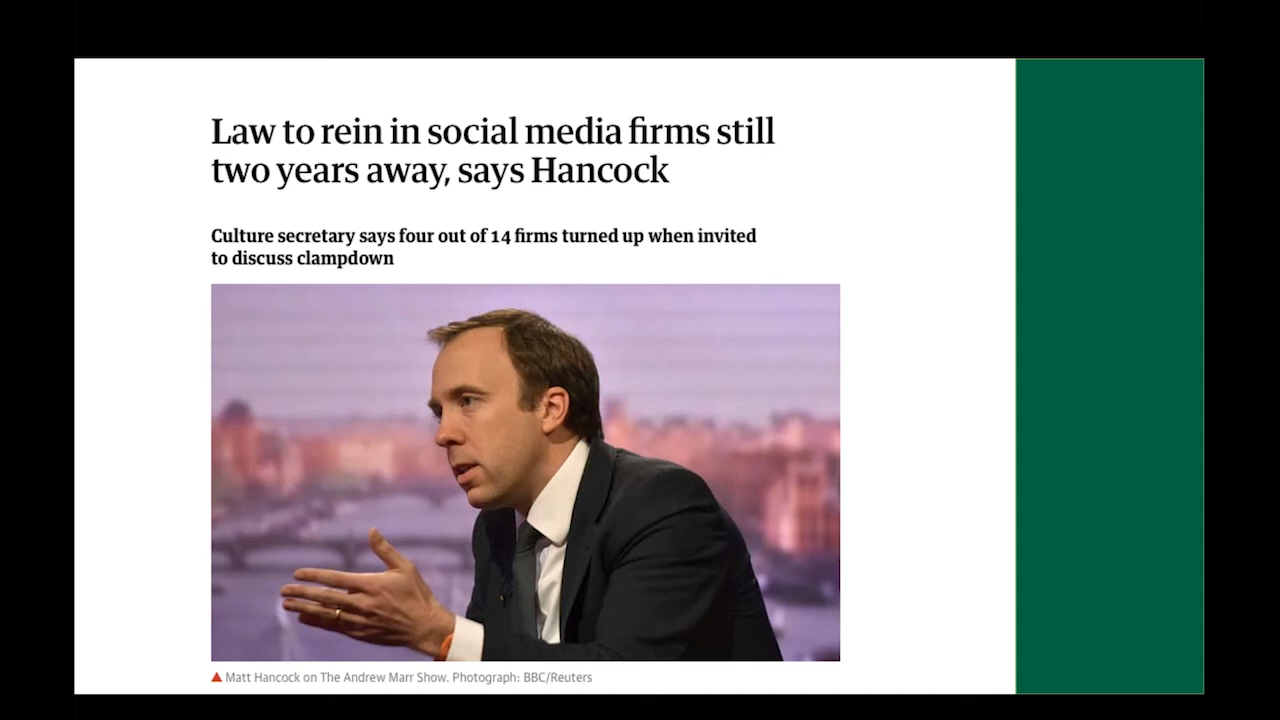 Law to rein in social media firms still
two years away, says Hancock
Culture secretary says four out of 14 firms turned up when invited
to discuss clampdown
Matt Hancock on The Andrew Marr Show. Photograph: BBC/Reuters